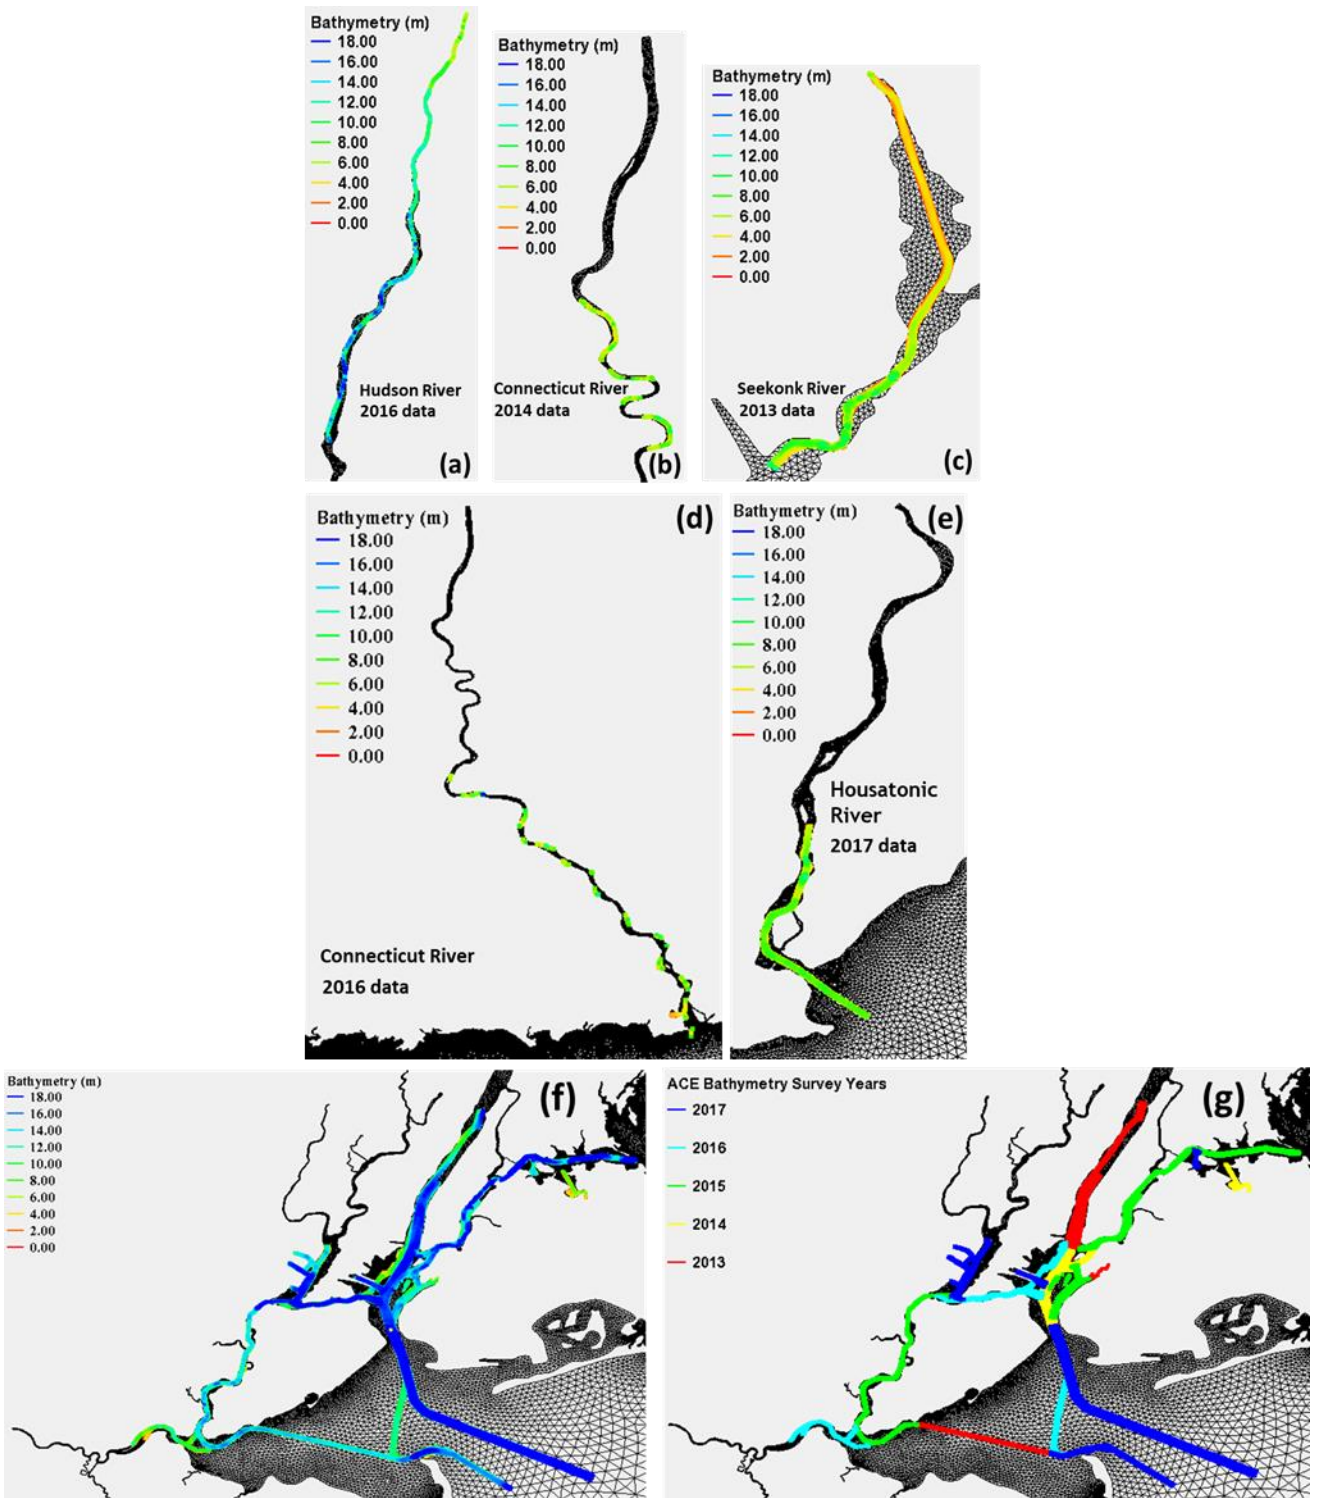 Bathymetry (m)
18.00
16.00
14.00
12.00
10.00
8.00
6.00
4.00
2.00
0.00
Hudson River
2016 data
(a)
Bathymetry (m)
18.00
16.00
14.00
12.00
10.00
8.00
6.00
4.00
2.00
0.00
Connecticut River
2014 data
(b)
Bathymetry (m)
18.00
16.00
14.00
12.00
10.00
8.00
6.00
4.00
2.00
0.00
Seekonk River
2013 data
(c)
Bathymetry (m)
18.00
16.00
14.00
12.00
10.00
8.00
6.00
4.00
2.00
0.00
(d)
Connecticut River
2016 data
Bathymetry (m)
18.00
16.00
14.00
12.00
10.00
8.00
6.00
4.00
2.00
0.00
(e)
Housatonic
River
2017 data
Bathymetry (m)
18.00
16.00
14.00
12.00
10.00
8.00
6.00
4.00
2.00
0.00
(f)
ACE Bathymetry Survey Years
2017
2016
2015
2014
2013
(g)